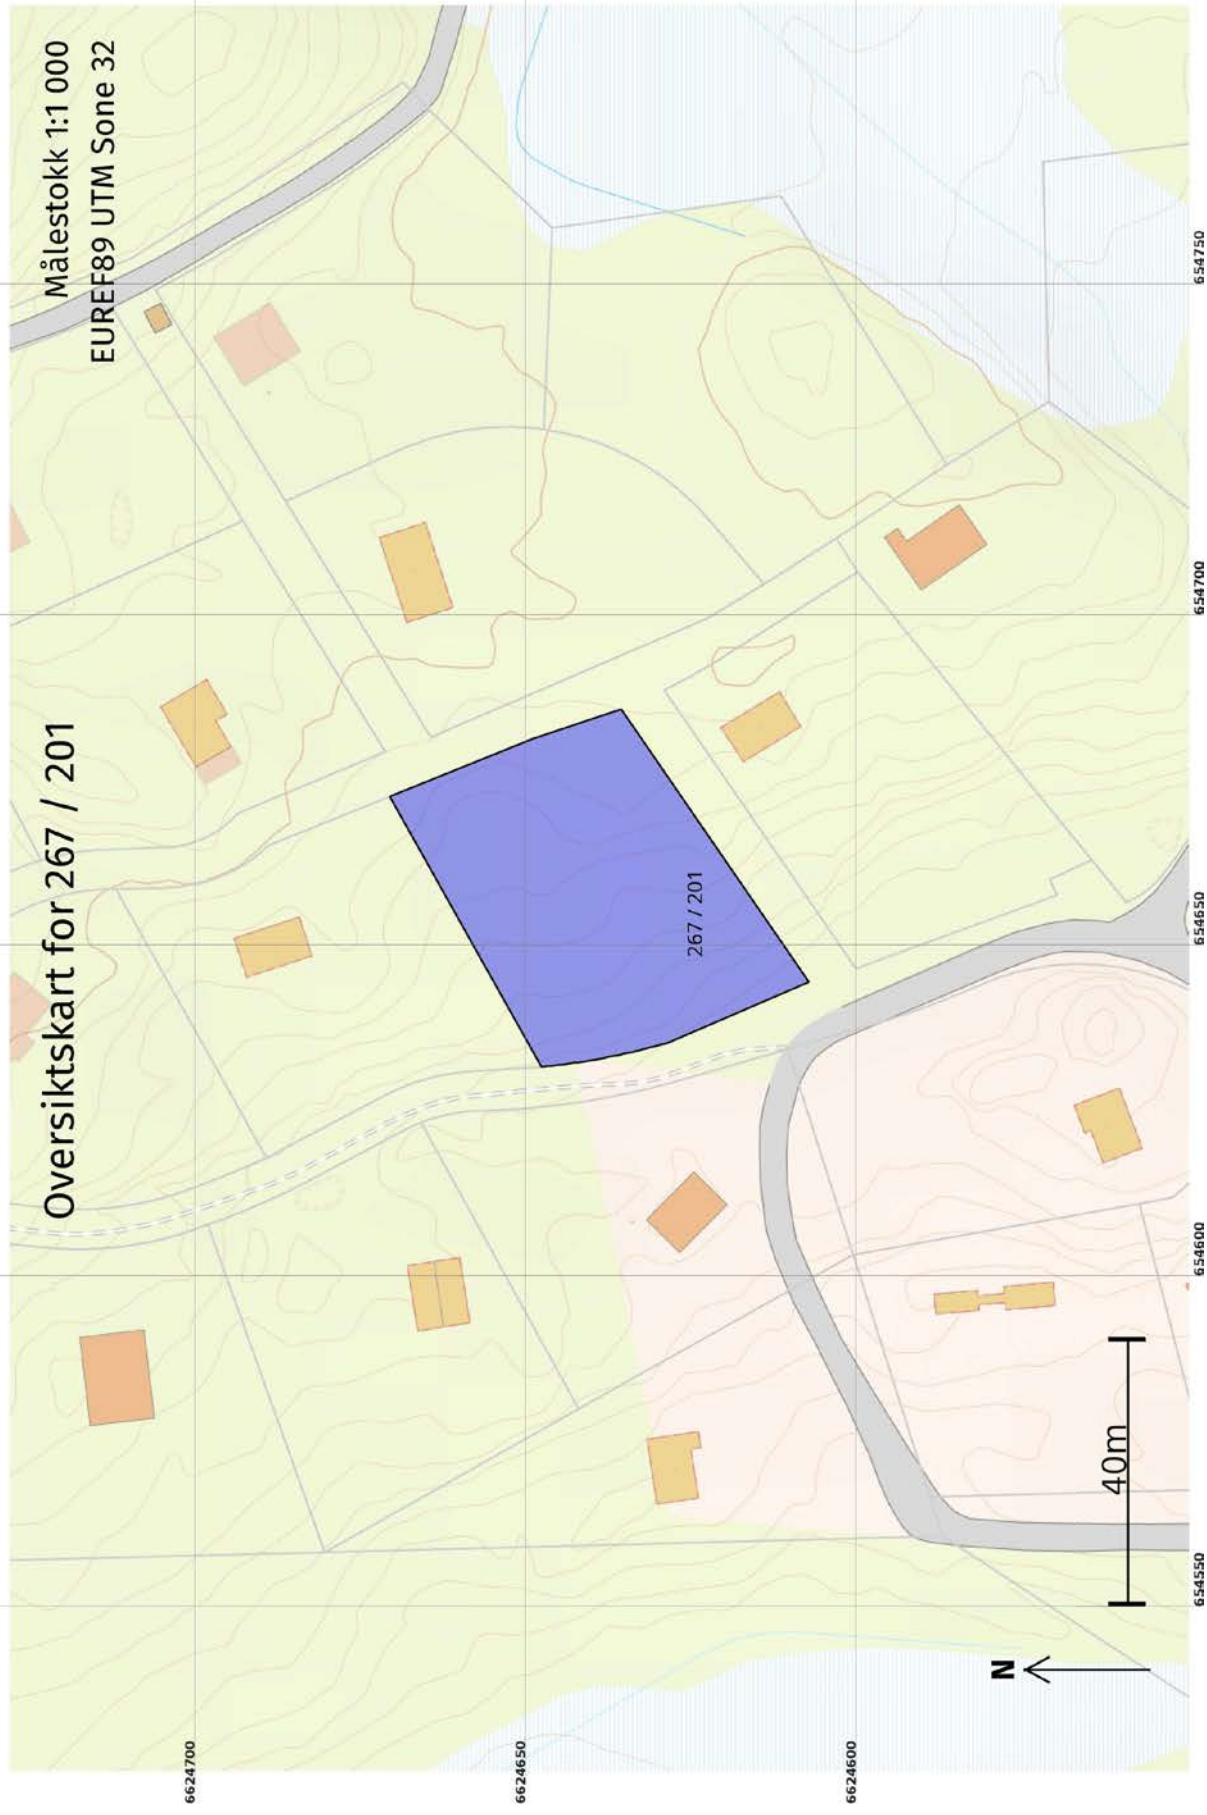 Oversiktskart for 267 / 201
Målestokk 1:1 000
EUREF89 UTM Sone 32
267 / 201
6624700
6624650
6624600
N
40m
654550
654600
654650
654700
654750